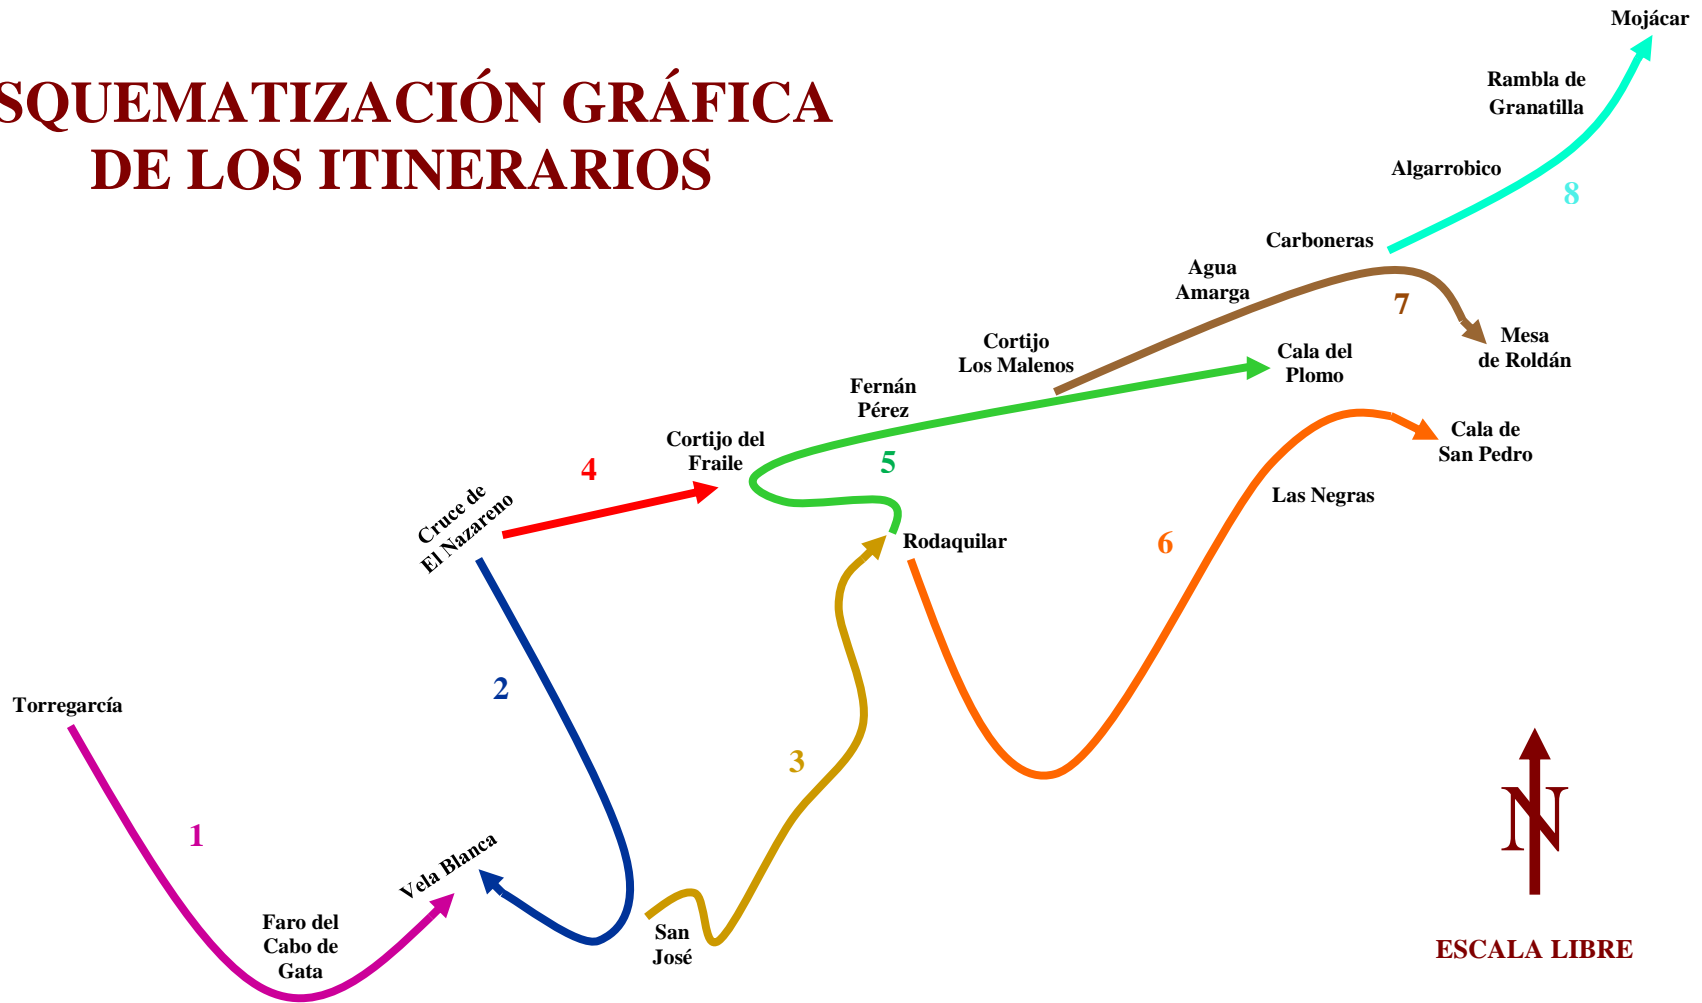 SQUEMATIZACIÓN GRÁFICA
DE LOS ITINERARIOS
Mojácar
Rambla de
Granatilla
Algarrobico
8
Carboneras
Agua
Amarga
7
Mesa
de Roldán
Cortijo
Los Malenos
Cala del
Plomo
Fernán
Pérez
Cortijo del
Fraile
5
4
Cala de
San Pedro
Las Negras
Cruce de
El Nazareno
Rodaquilar
6
2
Torregarcía
3
1
Vela Blanca
Faro del
Cabo de
Gata
San
José
N
ESCALA LIBRE